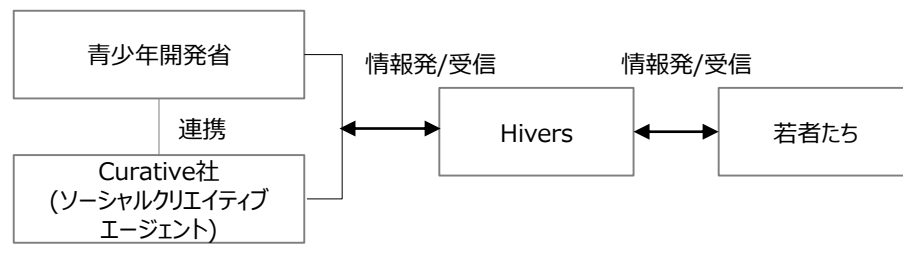 青少年開発省
情報発/受信
情報発/受信
連携
Hivers
若者たち
Curative社
(ソーシャルクリエイティブ
エージェント)